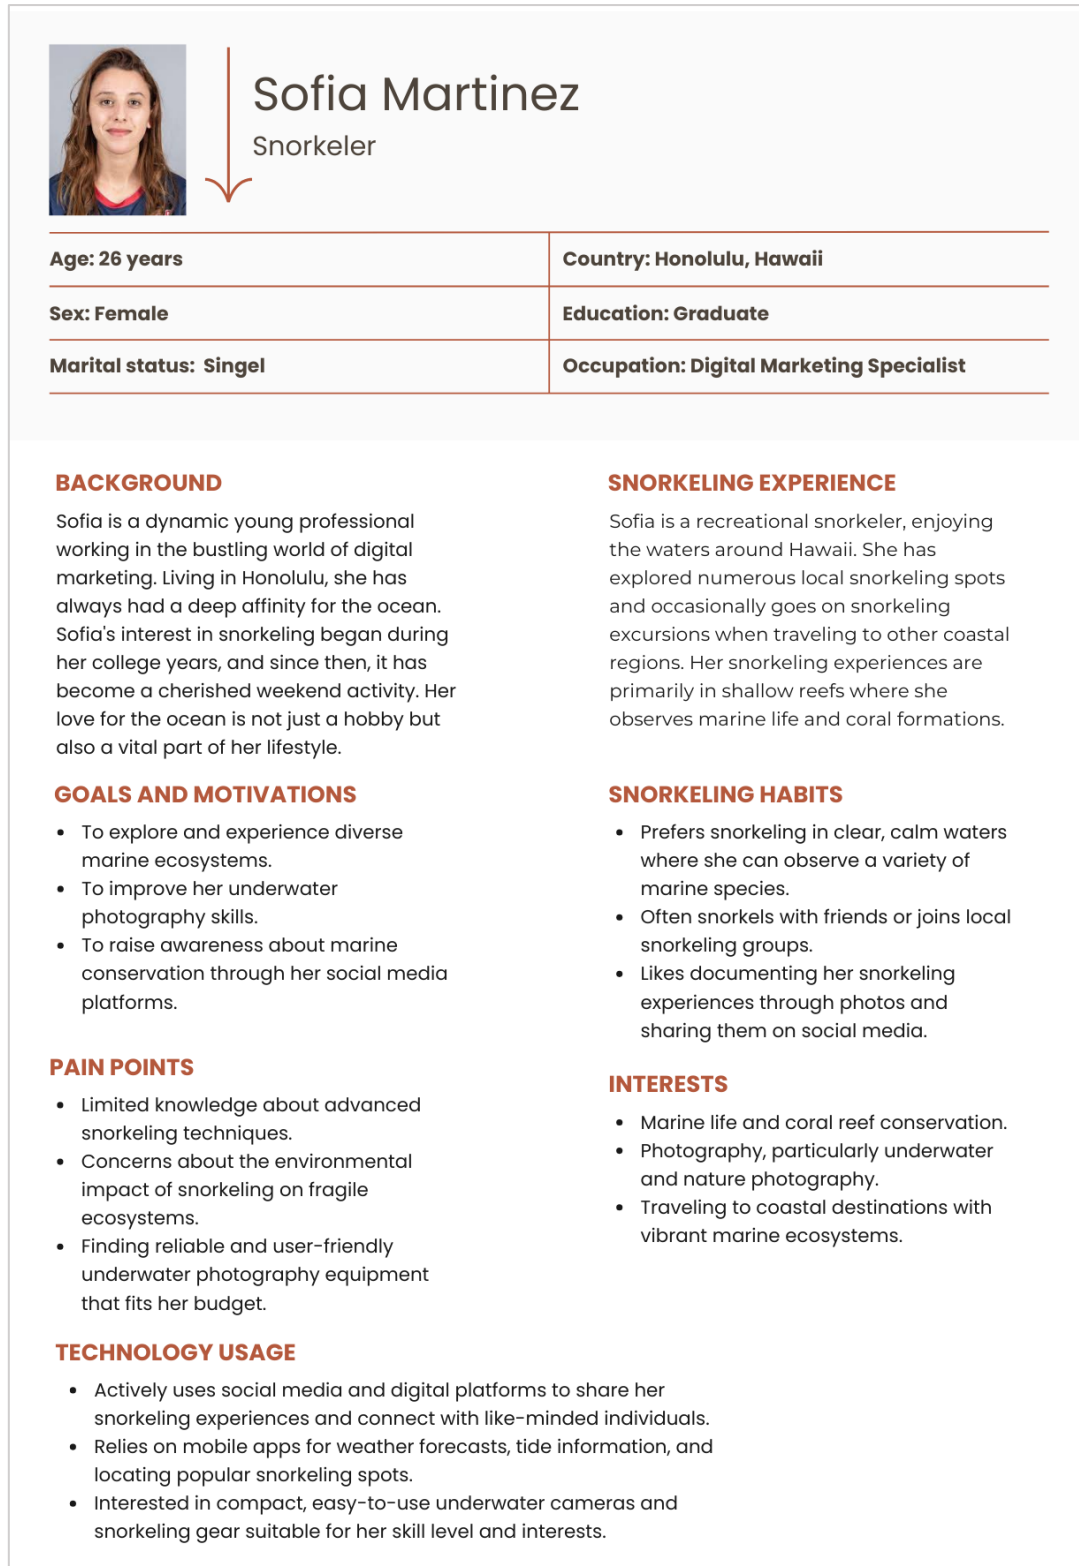 Sofia Martinez
Snorkeler
Age: 26 years
Country: Honolulu, Hawaii
Sex: Female
Education: Graduate
Marital status:  Singel
Occupation: Digital Marketing Specialist
BACKGROUND
Sofia is a dynamic young professional
working in the bustling world of digital
marketing. Living in Honolulu, she has
always had a deep affinity for the ocean.
Sofia's interest in snorkeling began during
her college years, and since then, it has
become a cherished weekend activity. Her
love for the ocean is not just a hobby but
also a vital part of her lifestyle.
SNORKELING EXPERIENCE
Sofia is a recreational snorkeler, enjoying
the waters around Hawaii. She has
explored numerous local snorkeling spots
and occasionally goes on snorkeling
excursions when traveling to other coastal
regions. Her snorkeling experiences are
primarily in shallow reefs where she
observes marine life and coral formations.
GOALS AND MOTIVATIONS
• To explore and experience diverse
marine ecosystems.
• To improve her underwater
photography skills.
• To raise awareness about marine
conservation through her social media
platforms.
SNORKELING HABITS
• Prefers snorkeling in clear, calm waters
where she can observe a variety of
marine species.
• Often snorkels with friends or joins local
snorkeling groups.
• Likes documenting her snorkeling
experiences through photos and
sharing them on social media.
PAIN POINTS
• Limited knowledge about advanced
snorkeling techniques.
• Concerns about the environmental
impact of snorkeling on fragile
ecosystems.
• Finding reliable and user-friendly
underwater photography equipment
that fits her budget.
INTERESTS
• Marine life and coral reef conservation.
• Photography, particularly underwater
and nature photography.
• Traveling to coastal destinations with
vibrant marine ecosystems.
TECHNOLOGY USAGE
• Actively uses social media and digital platforms to share her
snorkeling experiences and connect with like-minded individuals.
• Relies on mobile apps for weather forecasts, tide information, and
locating popular snorkeling spots.
• Interested in compact, easy-to-use underwater cameras and
snorkeling gear suitable for her skill level and interests.